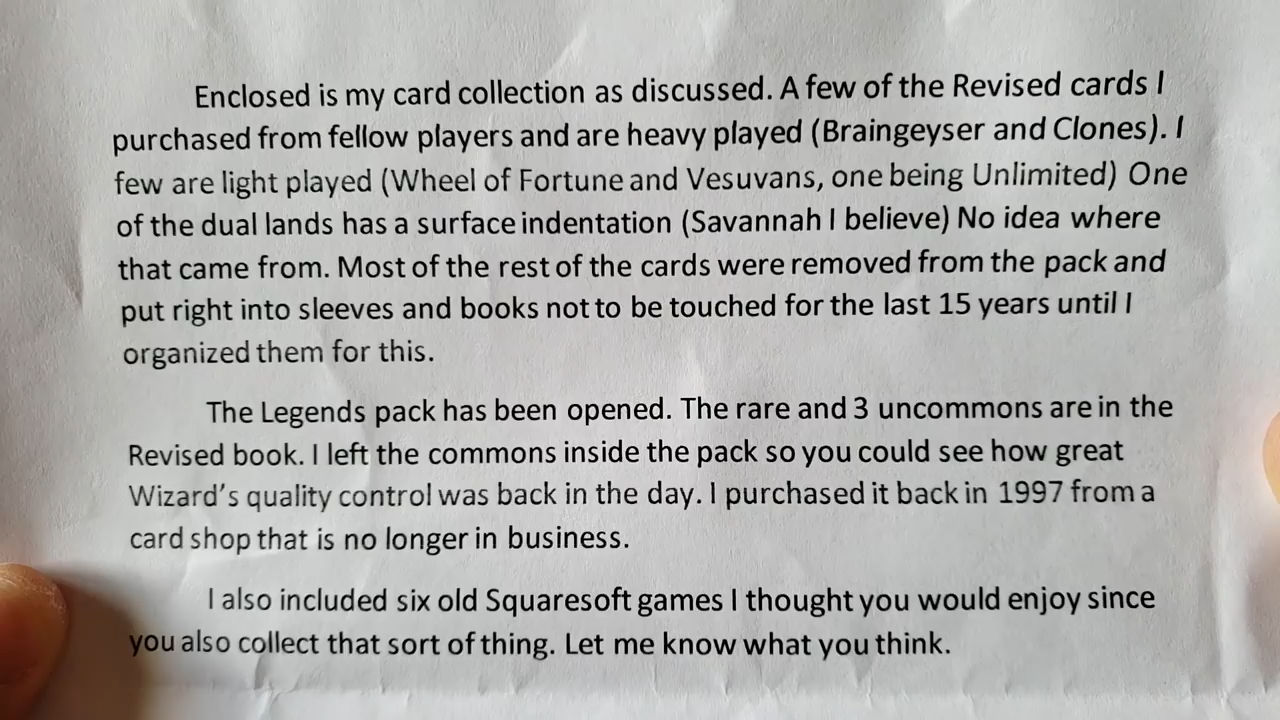 Enclosed is my card collection as discussed. A few of the Revised cards I
purchased from fellow players and are heavy played (Braingeyser and Clones). I
few are light played (Wheel of Fortune and Vesuvans, one being Unlimited) One
of the dual lands has a surface indentation (Savannah I believe) No idea where
that came from. Most of the rest of the cards were removed from the pack and
put right into sleeves and books not to be touched for the last 15 years until I
organized them for this.
The Legends pack has been opened. The rare and 3 uncommons are in the
Revised book. I left the commons inside the pack so you could see how great
Wizard's quality control was back in the day. I purchased it back in 1997 from a
card shop that is no longer in business.
I also included six old Squaresoft games I thought you would enjoy since
you also collect that sort of thing. Let me know what you think.